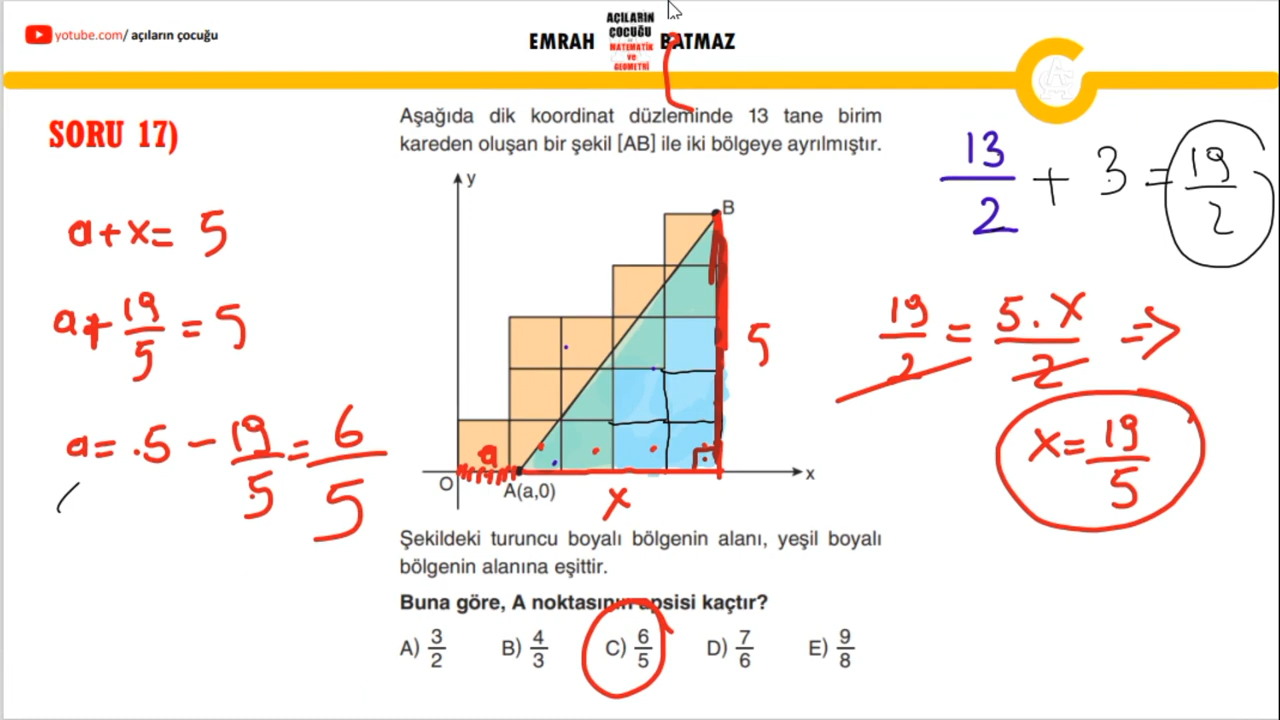 yotube.com/ açıların çocuğu
EMRAH
AÇILARIN
ÇOCUĞU
MATEMATİK
ve
GEOMETRİ
BATMAZ
SORU 17)
Aşağıda dik koordinat düzleminde 13 tane birim
kareden oluşan bir şekil [AB] ile iki bölgeye ayrılmıştır.
a+x= 5
a+ 19/5 = 5
a= 5 - 19/5 = 6/5
y
B
5
a
O
A(a,0)
x
x
13/2 + 3 = 19/2
19/2 = 5.x/2 =>
x= 19/5
Şekildeki turuncu boyalı bölgenin alanı, yeşil boyalı
bölgenin alanına eşittir.
Buna göre, A noktasının apsisi kaçtır?
A) 3/2 B) 4/3 C) 6/5 D) 7/6 E) 9/8